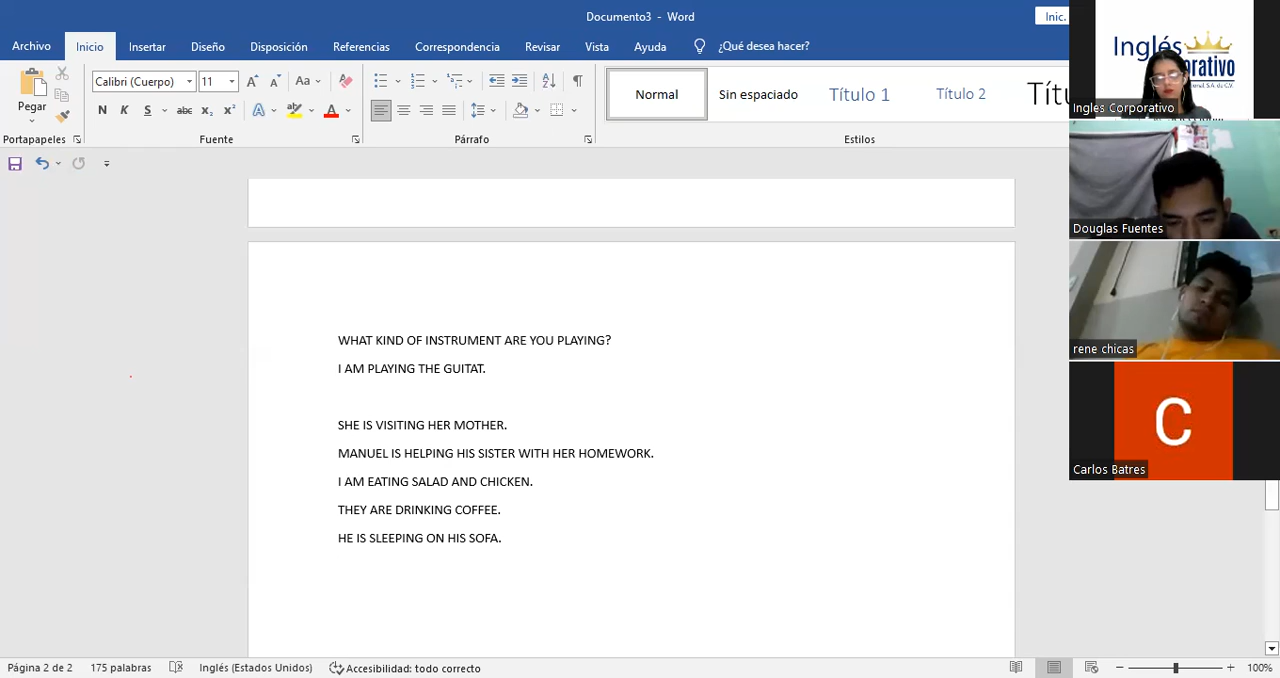 Documento3 - Word
Inic.
Archivo
Inicio
Insertar
Diseño
Disposición
Referencias
Correspondencia
Revisar
Vista
Ayuda
¿Qué desea hacer?
Pegar
Calibri (Cuerpo)
11
Aa
N K S abc x₂ x² A A
Normal
Sin espaciado
Título 1
Título 2
Portapapeles
Fuente
Párrafo
Estilos
WHAT KIND OF INSTRUMENT ARE YOU PLAYING?
I AM PLAYING THE GUITAT.
SHE IS VISITING HER MOTHER.
MANUEL IS HELPING HIS SISTER WITH HER HOMEWORK.
I AM EATING SALAD AND CHICKEN.
THEY ARE DRINKING COFFEE.
HE IS SLEEPING ON HIS SOFA.
Inglés
Ingles Corporativo
Douglas Fuentes
rene chicas
C
Carlos Batres
Página 2 de 2
175 palabras
Inglés (Estados Unidos)
Accesibilidad: todo correcto
100%